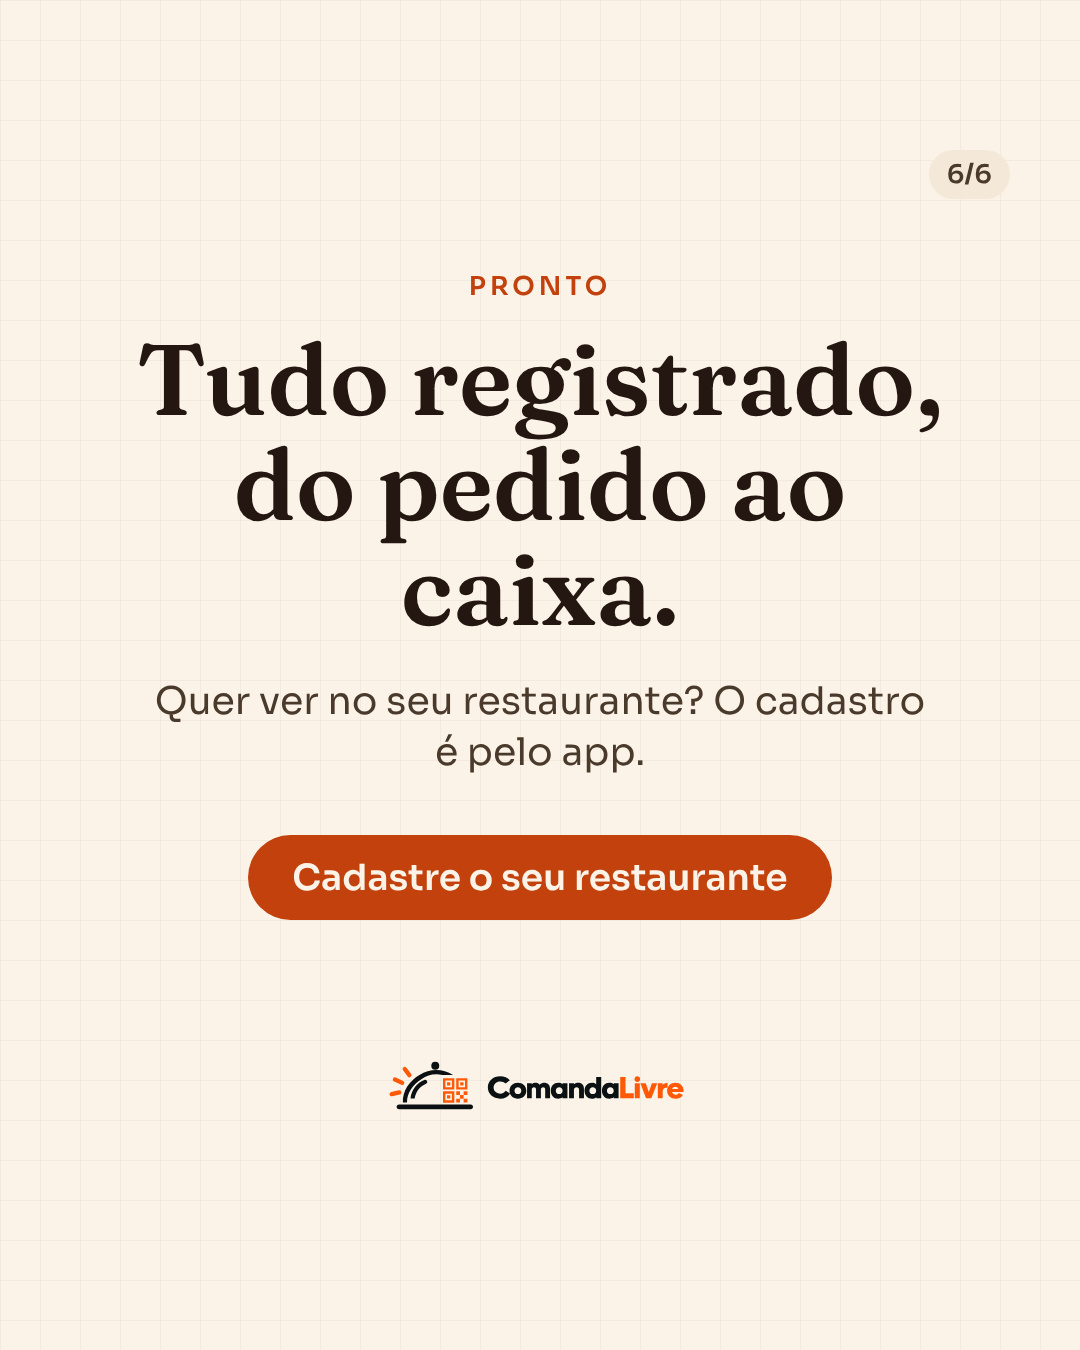 6/6
PRONTO
Tudo registrado,
do pedido ao
caixa.
Quer ver no seu restaurante? O cadastro
é pelo app.
Cadastre o seu restaurante
ComandaLivre